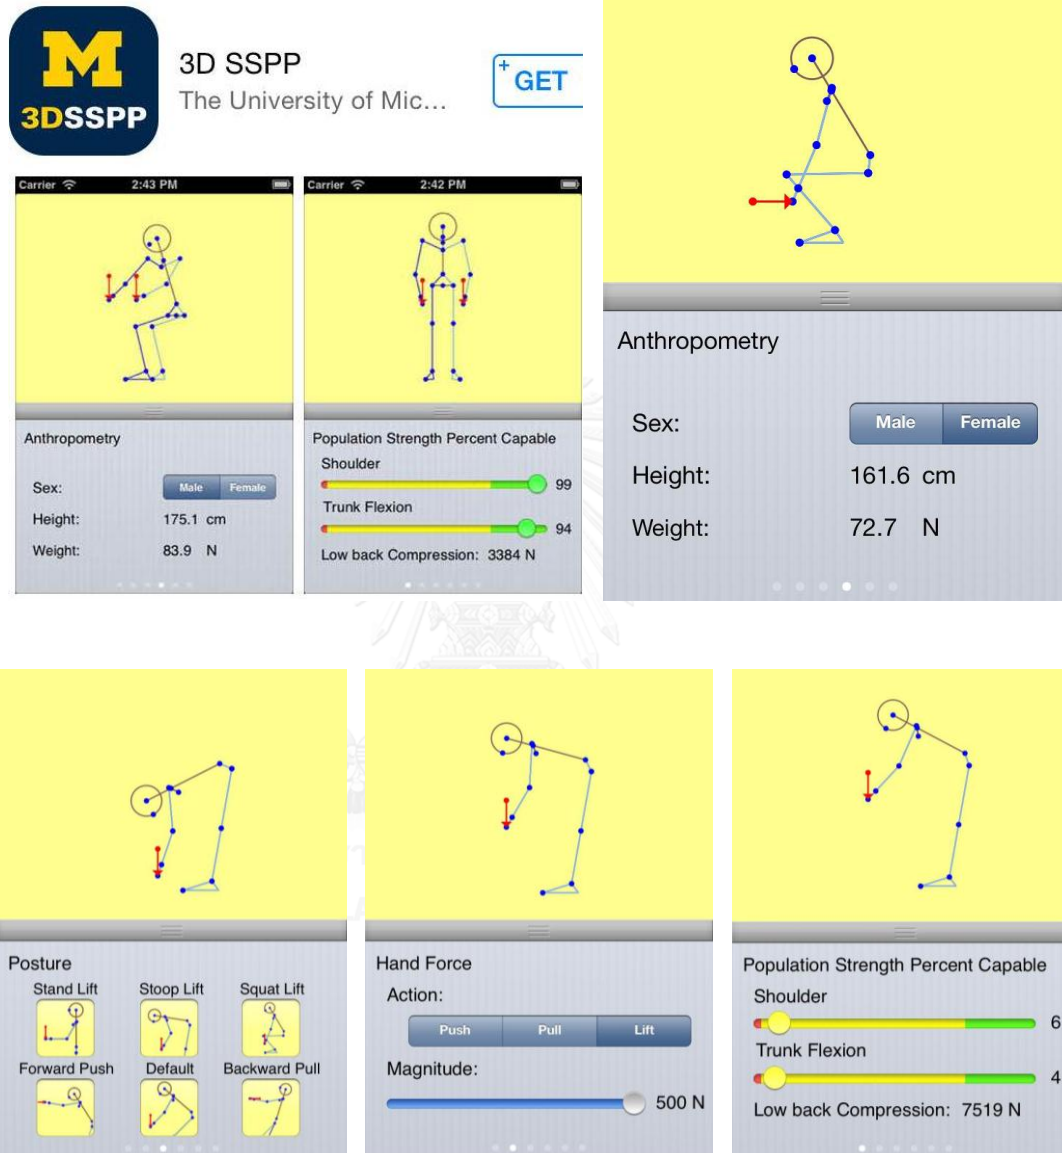 M
3DSSPP
3D SSPP
The University of Mic...
+ GET
Carrier 2:43 PM
Anthropometry
Sex: Male Female
Height: 175.1 cm
Weight: 83.9 N
Carrier 2:42 PM
Population Strength Percent Capable
Shoulder
99
Trunk Flexion
94
Low back Compression: 3384 N
Anthropometry
Sex: Male Female
Height: 161.6 cm
Weight: 72.7 N
Posture
Stand Lift Stoop Lift Squat Lift
Forward Push Default Backward Pull
Hand Force
Action:
Push Pull Lift
Magnitude:
500 N
Population Strength Percent Capable
Shoulder
6
Trunk Flexion
4
Low back Compression: 7519 N